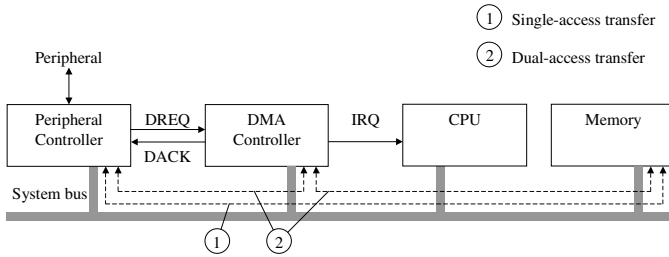 1 Single-access transfer
2 Dual-access transfer
Peripheral
Peripheral
Controller
DREQ
DACK
DMA
Controller
IRQ
CPU
Memory
System bus
1
2